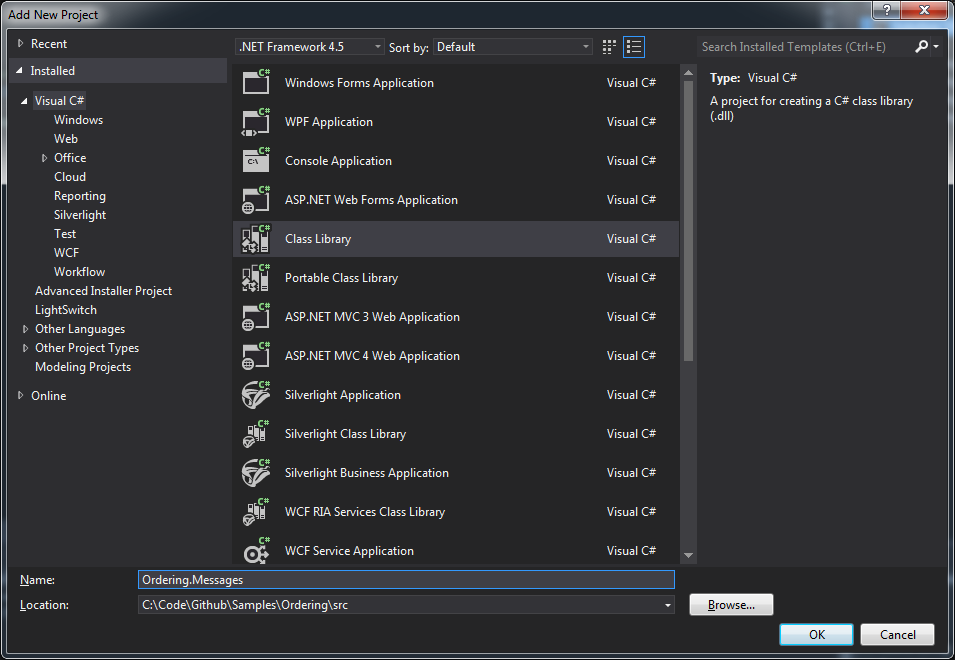 Add New Project
?
Recent
Installed
Visual C#
Windows
Web
Office
Cloud
Reporting
Silverlight
Test
WCF
Workflow
Advanced Installer Project
LightSwitch
Other Languages
Other Project Types
Modeling Projects
Online
.NET Framework 4.5 Sort by: Default
C# Windows Forms Application Visual C#
C# WPF Application Visual C#
C# C:\ Console Application Visual C#
C# ASP.NET Web Forms Application Visual C#
C# Class Library Visual C#
C# Portable Class Library Visual C#
C# ASP.NET MVC 3 Web Application Visual C#
C# ASP.NET MVC 4 Web Application Visual C#
C# Silverlight Application Visual C#
C# Silverlight Class Library Visual C#
C# Silverlight Business Application Visual C#
C# WCF RIA Services Class Library Visual C#
C# WCF Service Application Visual C#
Search Installed Templates (Ctrl+E)
Type: Visual C#
A project for creating a C# class library
(.dll)
Name: Ordering.Messages
Location: C:\Code\Github\Samples\Ordering\src Browse...
OK Cancel